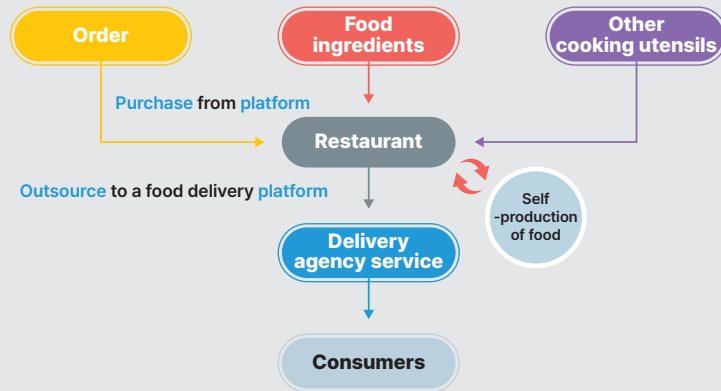 Order
Food
ingredients
Other
cooking utensils
Purchase from platform
Restaurant
Outsource to a food delivery platform
Self
-production
of food
Delivery
agency service
Consumers